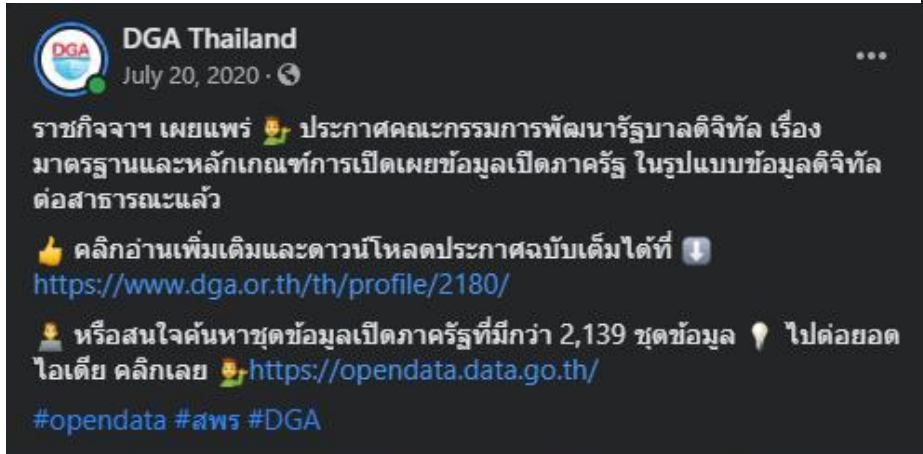 DGA
DGA Thailand
July 20, 2020 ·
ราชกิจจาฯ เผยแพร่ 💁‍♂️ ประกาศคณะกรรมการพัฒนารัฐบาลดิจิทัล เรื่อง
มาตรฐานและหลักเกณฑ์การเปิดเผยข้อมูลเปิดภาครัฐ ในรูปแบบข้อมูลดิจิทัล
ต่อสาธารณะแล้ว
👍 คลิกอ่านเพิ่มเติมและดาวน์โหลดประกาศฉบับเต็มได้ที่ ⬇️
https://www.dga.or.th/th/profile/2180/
👨‍💻 หรือสนใจค้นหาชุดข้อมูลเปิดภาครัฐที่มีกว่า 2,139 ชุดข้อมูล 💡 ไปต่อยอด
ไอเดีย คลิกเลย 💁‍♂️https://opendata.data.go.th/
#opendata #สพร #DGA